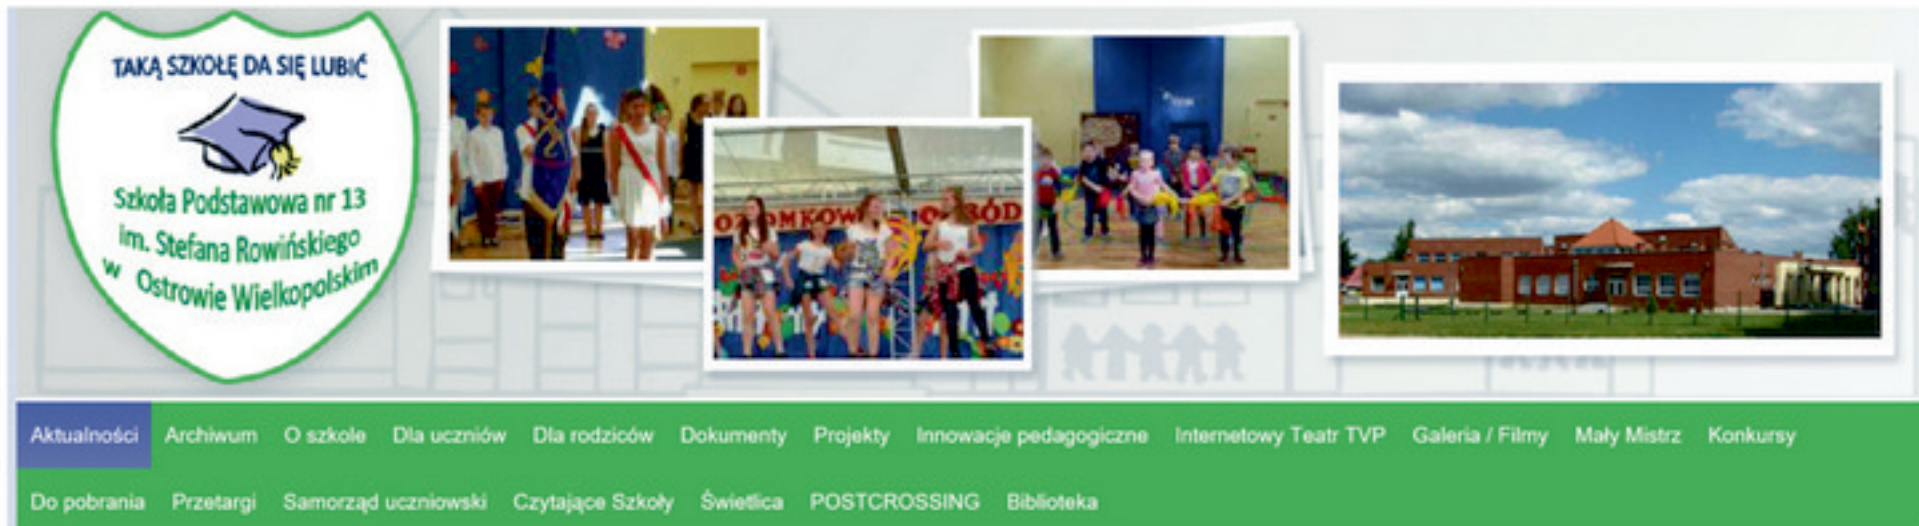 TAKĄ SZKOŁĘ DA SIĘ LUBIĆ
Szkoła Podstawowa nr 13
im. Stefana Rowińskiego
w Ostrowie Wielkopolskim
Aktualności Archiwum O szkole Dla uczniów Dla rodziców Dokumenty Projekty Innowacje pedagogiczne Internetowy Teatr TVP Galeria / Filmy Mały Mistrz Konkursy
Do pobrania Przetargi Samorząd uczniowski Czytające Szkoły Świetlica POSTCROSSING Biblioteka